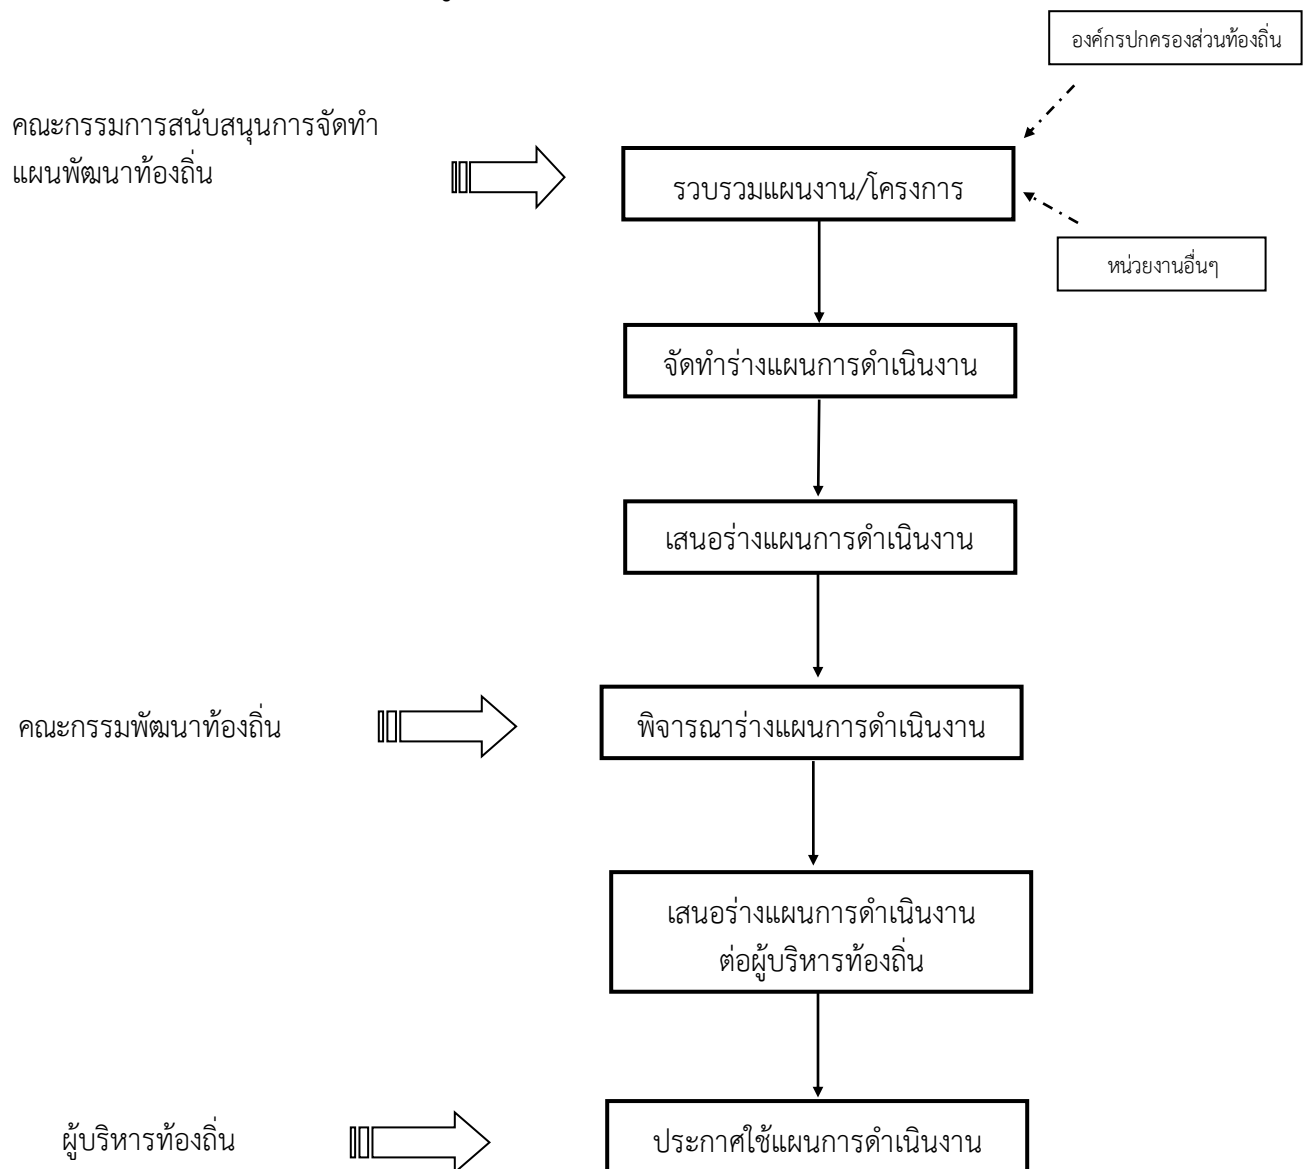 องค์กรปกครองส่วนท้องถิ่น
คณะกรรมการสนับสนุนการจัดทำ
แผนพัฒนาท้องถิ่น
รวบรวมแผนงาน/โครงการ
หน่วยงานอื่นๆ
จัดทำร่างแผนการดำเนินงาน
เสนอร่างแผนการดำเนินงาน
คณะกรรมพัฒนาท้องถิ่น
พิจารณาร่างแผนการดำเนินงาน
เสนอร่างแผนการดำเนินงาน
ต่อผู้บริหารท้องถิ่น
ผู้บริหารท้องถิ่น
ประกาศใช้แผนการดำเนินงาน